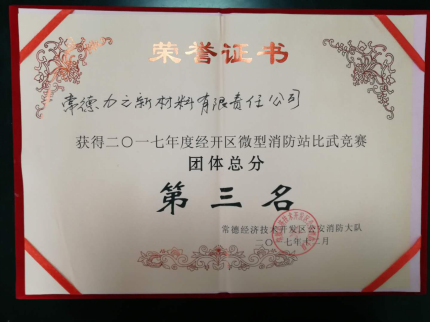 荣誉证书
常德力元新材料有限责任公司
获得二〇一七年度经开区微型消防站比武竞赛
团体总分
第三名
常德经济技术开发区公安消防大队
二〇一七年十二月